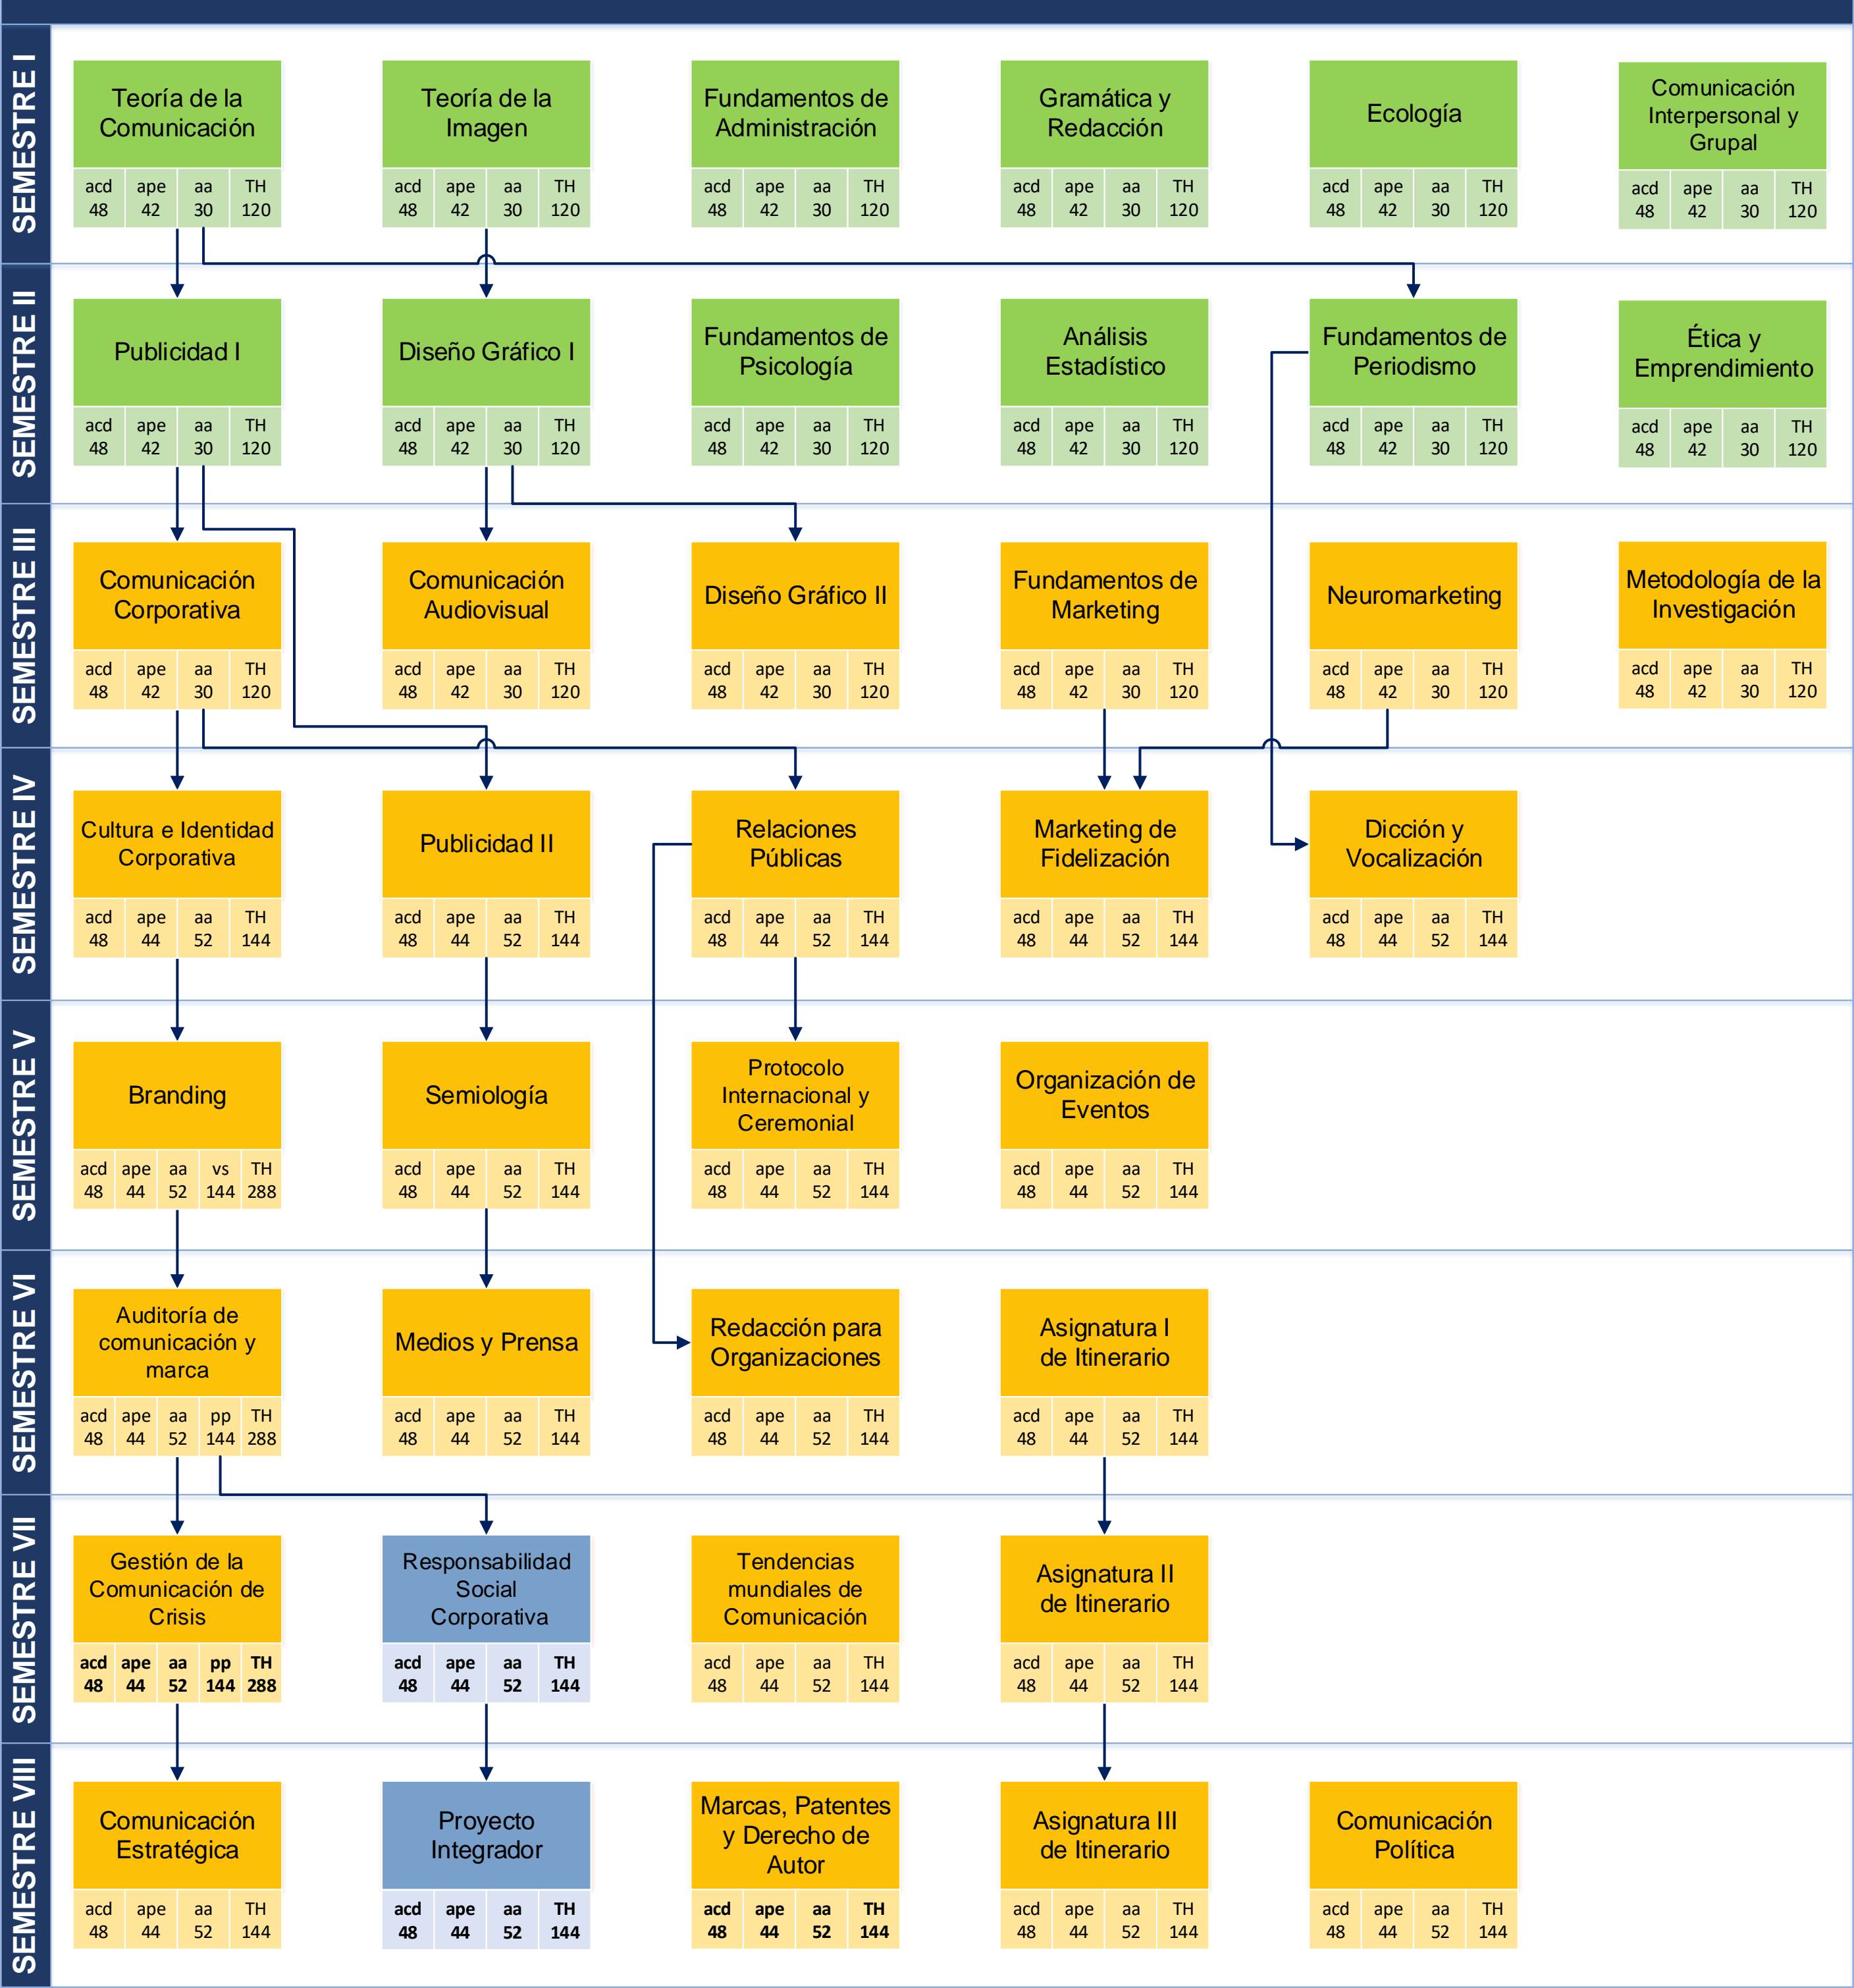 SEMESTRE I
Teoría de la
Comunicación
acd ape aa TH
48 42 30 120
Teoría de la
Imagen
acd ape aa TH
48 42 30 120
Fundamentos de
Administración
acd ape aa TH
48 42 30 120
Gramática y
Redacción
acd ape aa TH
48 42 30 120
Ecología
acd ape aa TH
48 42 30 120
Comunicación
Interpersonal y
Grupal
acd ape aa TH
48 42 30 120
SEMESTRE II
Publicidad I
acd ape aa TH
48 42 30 120
Diseño Gráfico I
acd ape aa TH
48 42 30 120
Fundamentos de
Psicología
acd ape aa TH
48 42 30 120
Análisis
Estadístico
acd ape aa TH
48 42 30 120
Fundamentos de
Periodismo
acd ape aa TH
48 42 30 120
Ética y
Emprendimiento
acd ape aa TH
48 42 30 120
SEMESTRE III
Comunicación
Corporativa
acd ape aa TH
48 42 30 120
Comunicación
Audiovisual
acd ape aa TH
48 42 30 120
Diseño Gráfico II
acd ape aa TH
48 42 30 120
Fundamentos de
Marketing
acd ape aa TH
48 42 30 120
Neuromarketing
acd ape aa TH
48 42 30 120
Metodología de la
Investigación
acd ape aa TH
48 42 30 120
SEMESTRE IV
Cultura e Identidad
Corporativa
acd ape aa TH
48 44 52 144
Publicidad II
acd ape aa TH
48 44 52 144
Relaciones
Públicas
acd ape aa TH
48 44 52 144
Marketing de
Fidelización
acd ape aa TH
48 44 52 144
Dicción y
Vocalización
acd ape aa TH
48 44 52 144
SEMESTRE V
Branding
acd ape aa vs TH
48 44 52 144 288
Semiología
acd ape aa TH
48 44 52 144
Protocolo
Internacional y
Ceremonial
acd ape aa TH
48 44 52 144
Organización de
Eventos
acd ape aa TH
48 44 52 144
SEMESTRE VI
Auditoría de
comunicación y
marca
acd ape aa pp TH
48 44 52 144 288
Medios y Prensa
acd ape aa TH
48 44 52 144
Redacción para
Organizaciones
acd ape aa TH
48 44 52 144
Asignatura I
de Itinerario
acd ape aa TH
48 44 52 144
SEMESTRE VII
Gestión de la
Comunicación de
Crisis
acd ape aa pp TH
48 44 52 144 288
Responsabilidad
Social
Corporativa
acd ape aa TH
48 44 52 144
Tendencias
mundiales de
Comunicación
acd ape aa TH
48 44 52 144
Asignatura II
de Itinerario
acd ape aa TH
48 44 52 144
SEMESTRE VIII
Comunicación
Estratégica
acd ape aa TH
48 44 52 144
Proyecto
Integrador
acd ape aa TH
48 44 52 144
Marcas, Patentes
y Derecho de
Autor
acd ape aa TH
48 44 52 144
Asignatura III
de Itinerario
acd ape aa TH
48 44 52 144
Comunicación
Política
acd ape aa TH
48 44 52 144